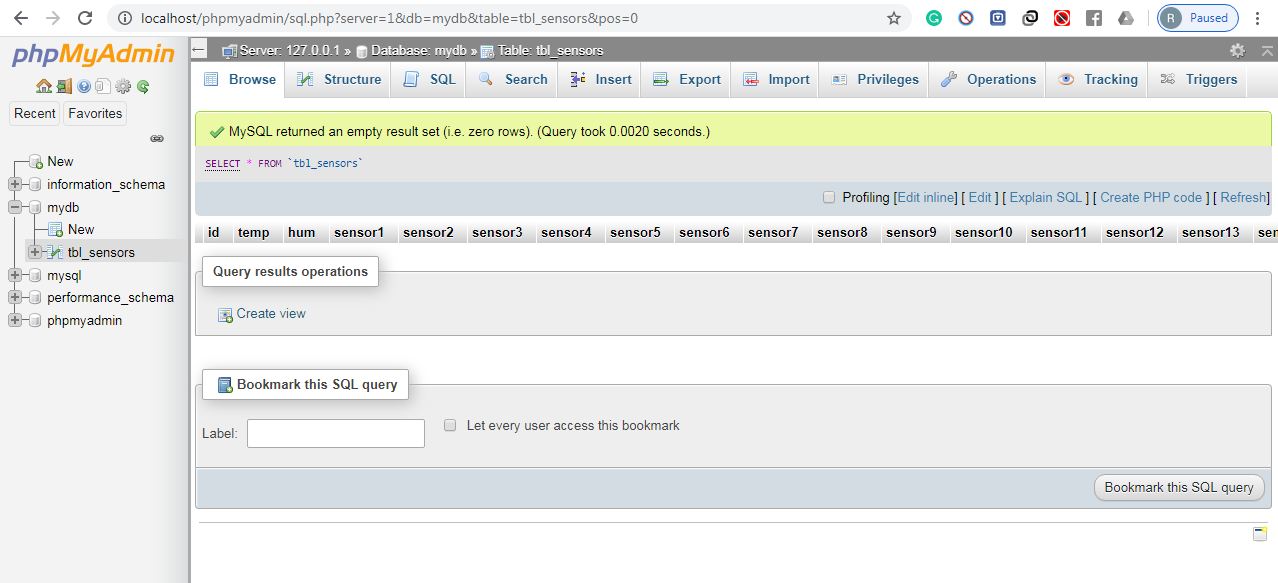 localhost/phpmyadmin/sql.php?server=1&db=mydb&table=tbl_sensors&pos=0
R Paused
phpMyAdmin
Server: 127.0.0.1 » Database: mydb » Table: tbl_sensors
Browse Structure SQL Search Insert Export Import Privileges Operations Tracking Triggers
Recent Favorites
New
information_schema
mydb
New
tbl_sensors
mysql
performance_schema
phpmyadmin
MySQL returned an empty result set (i.e. zero rows). (Query took 0.0020 seconds.)
SELECT * FROM `tbl_sensors`
Profiling [Edit inline] [ Edit ] [ Explain SQL ] [ Create PHP code ] [ Refresh]
id temp hum sensor1 sensor2 sensor3 sensor4 sensor5 sensor6 sensor7 sensor8 sensor9 sensor10 sensor11 sensor12 sensor13
Query results operations
Create view
Bookmark this SQL query
Label:
Let every user access this bookmark
Bookmark this SQL query